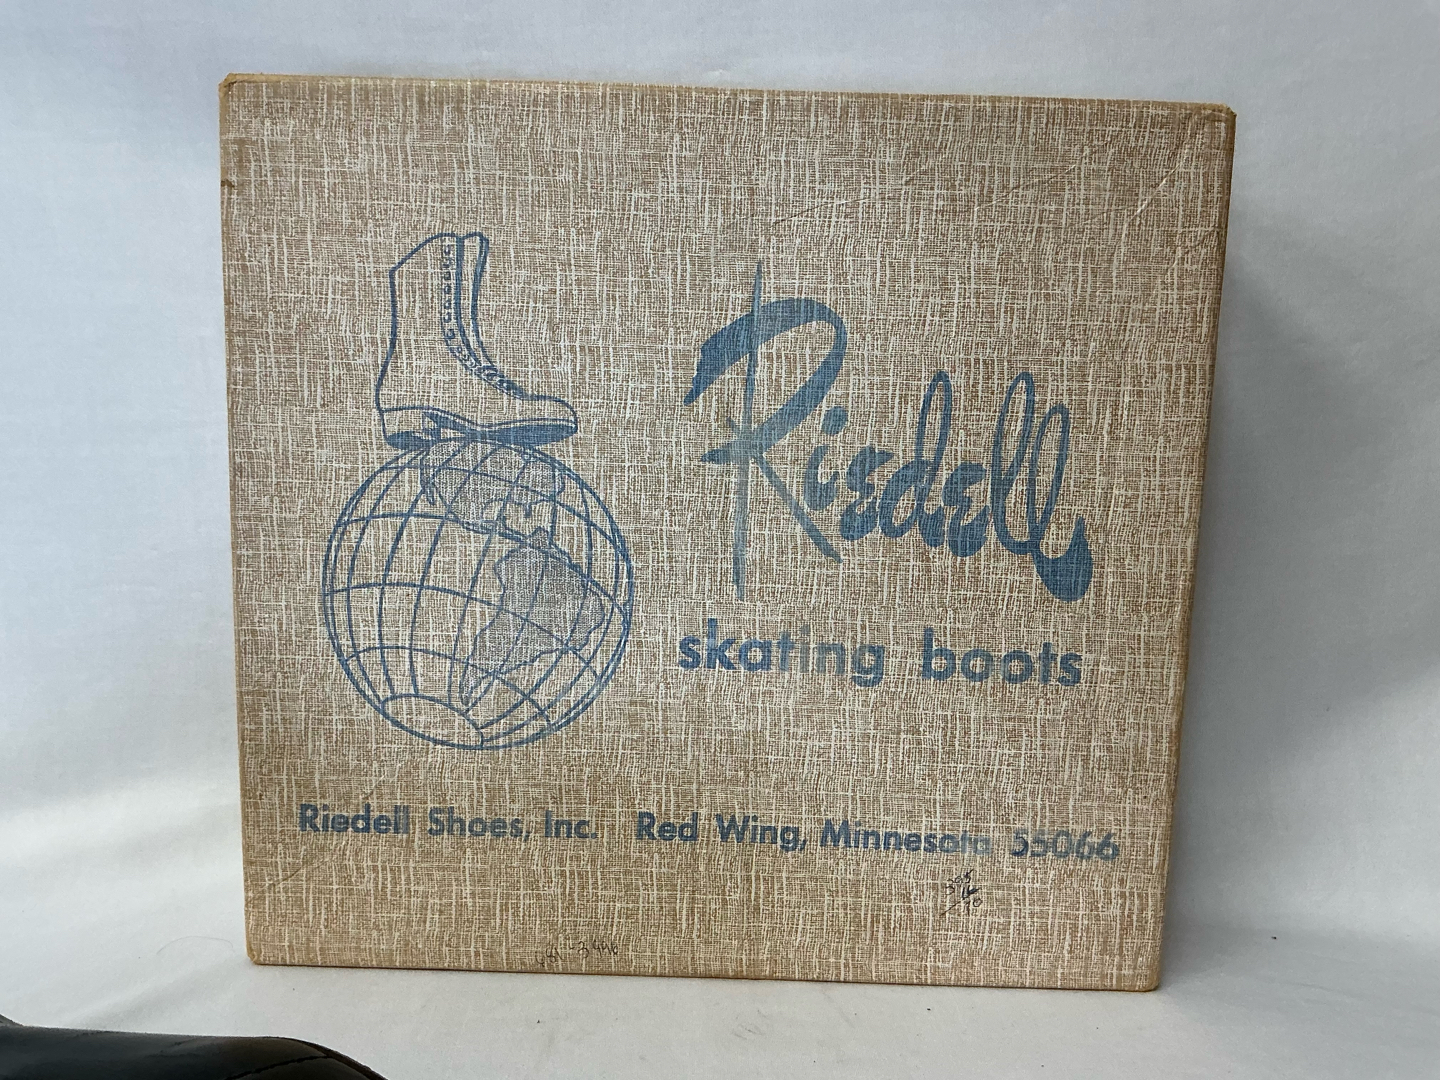 Riedell
skating boots
Riedell Shoes, Inc. Red Wing, Minnesota 55066